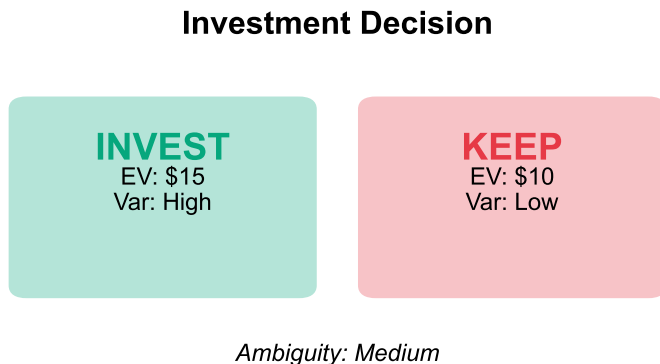 Investment Decision
INVEST
EV: $15
Var: High
KEEP
EV: $10
Var: Low
Ambiguity: Medium